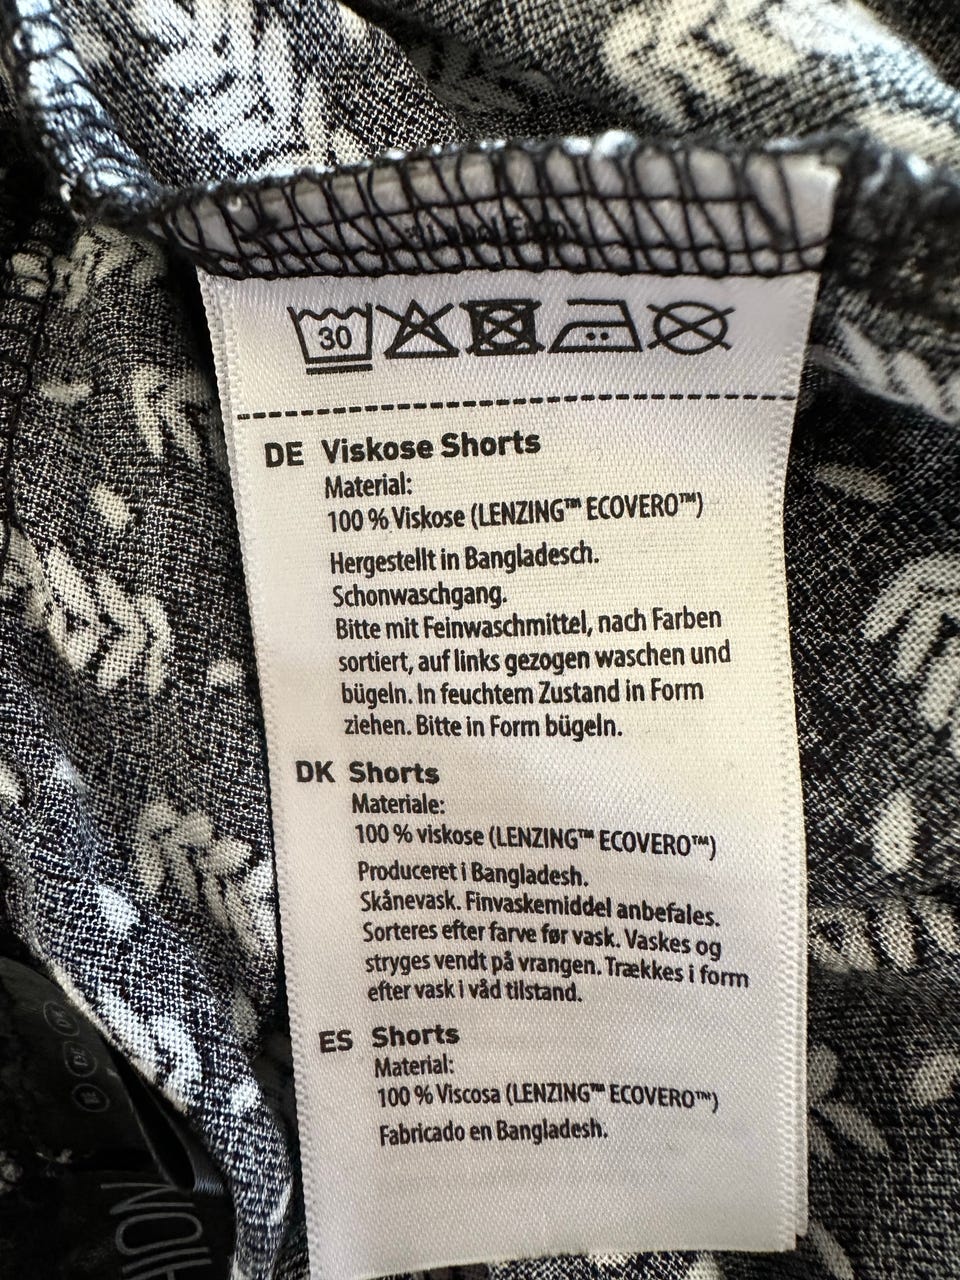 30
DE Viskose Shorts
Material:
100 % Viskose (LENZING™ ECOVERO™)
Hergestellt in Bangladesch.
Schonwaschgang.
Bitte mit Feinwaschmittel, nach Farben
sortiert, auf links gezogen waschen und
bügeln. In feuchtem Zustand in Form
ziehen. Bitte in Form bügeln.
DK Shorts
Materiale:
100 % viskose (LENZING™ ECOVERO™)
Produceret i Bangladesh.
Skånevask. Finvaskemiddel anbefales.
Sorteres efter farve før vask. Vaskes og
stryges vendt på vrangen. Trækkes i form
efter vask i våd tilstand.
ES Shorts
Material:
100 % Viscosa (LENZING™ ECOVERO™)
Fabricado en Bangladesh.